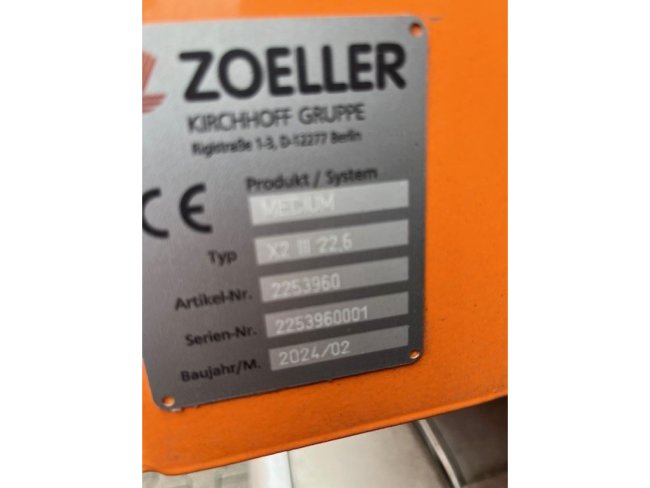 ZOELLER
KIRCHHOFF GRUPPE
Riglstraße 1-3, D-12277 Berlin
Produkt / System
MEDIUM
CE
Typ X2 III 22,6
Artikel-Nr. 2253960
Serien-Nr. 2253960001
Baujahr/M. 2024/02